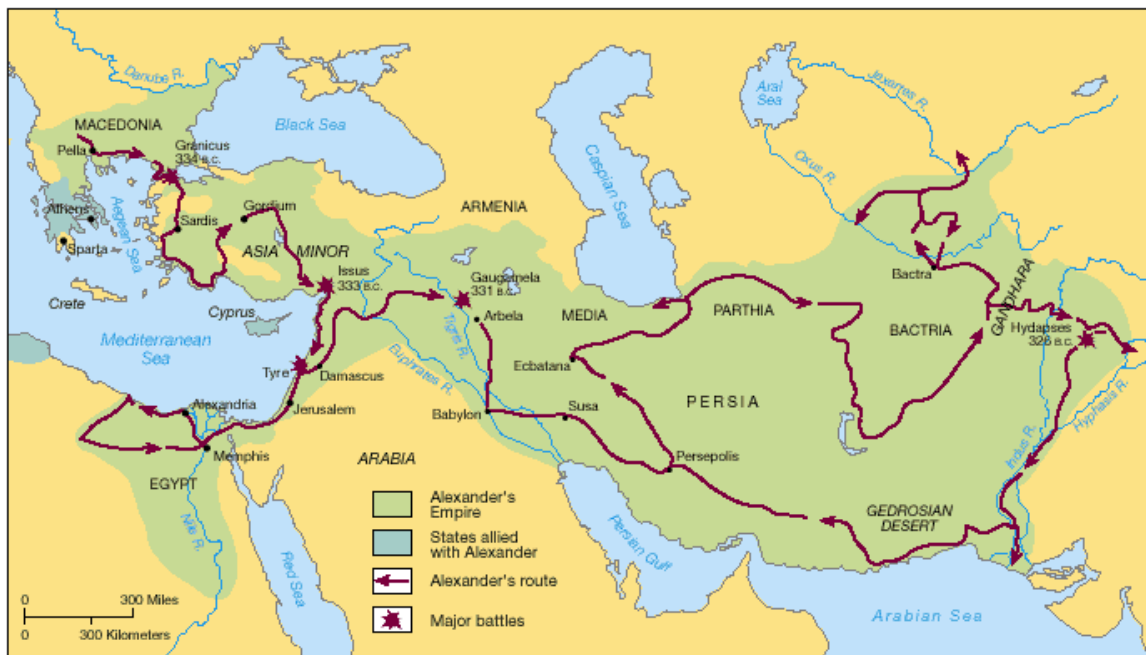 Danube R.
MACEDONIA
Pella
Granicus
334 B.C.
Black Sea
Aegean Sea
Athens
Sparta
Sardis
Gordium
ASIA MINOR
Issus
333 B.C.
Crete
Cyprus
Mediterranean
Sea
Tyre
Damascus
Alexandria
Jerusalem
Memphis
EGYPT
Nile R.
Red Sea
ARABIA
ARMENIA
Caspian Sea
Aral
Sea
Jaxartes R.
Oxus R.
Gaugamela
331 B.C.
Arbela
Tigris R.
Euphrates R.
MEDIA
Ecbatana
Babylon
Susa
PERSIA
Persepolis
Persian Gulf
PARTHIA
BACTRIA
Bactra
GANDHARA
Hydapses
326 B.C.
Indus R.
Hyphasis R.
GEDROSIAN
DESERT
Arabian Sea
Alexander's
Empire
States allied
with Alexander
Alexander's route
Major battles
0 300 Miles
0 300 Kilometers